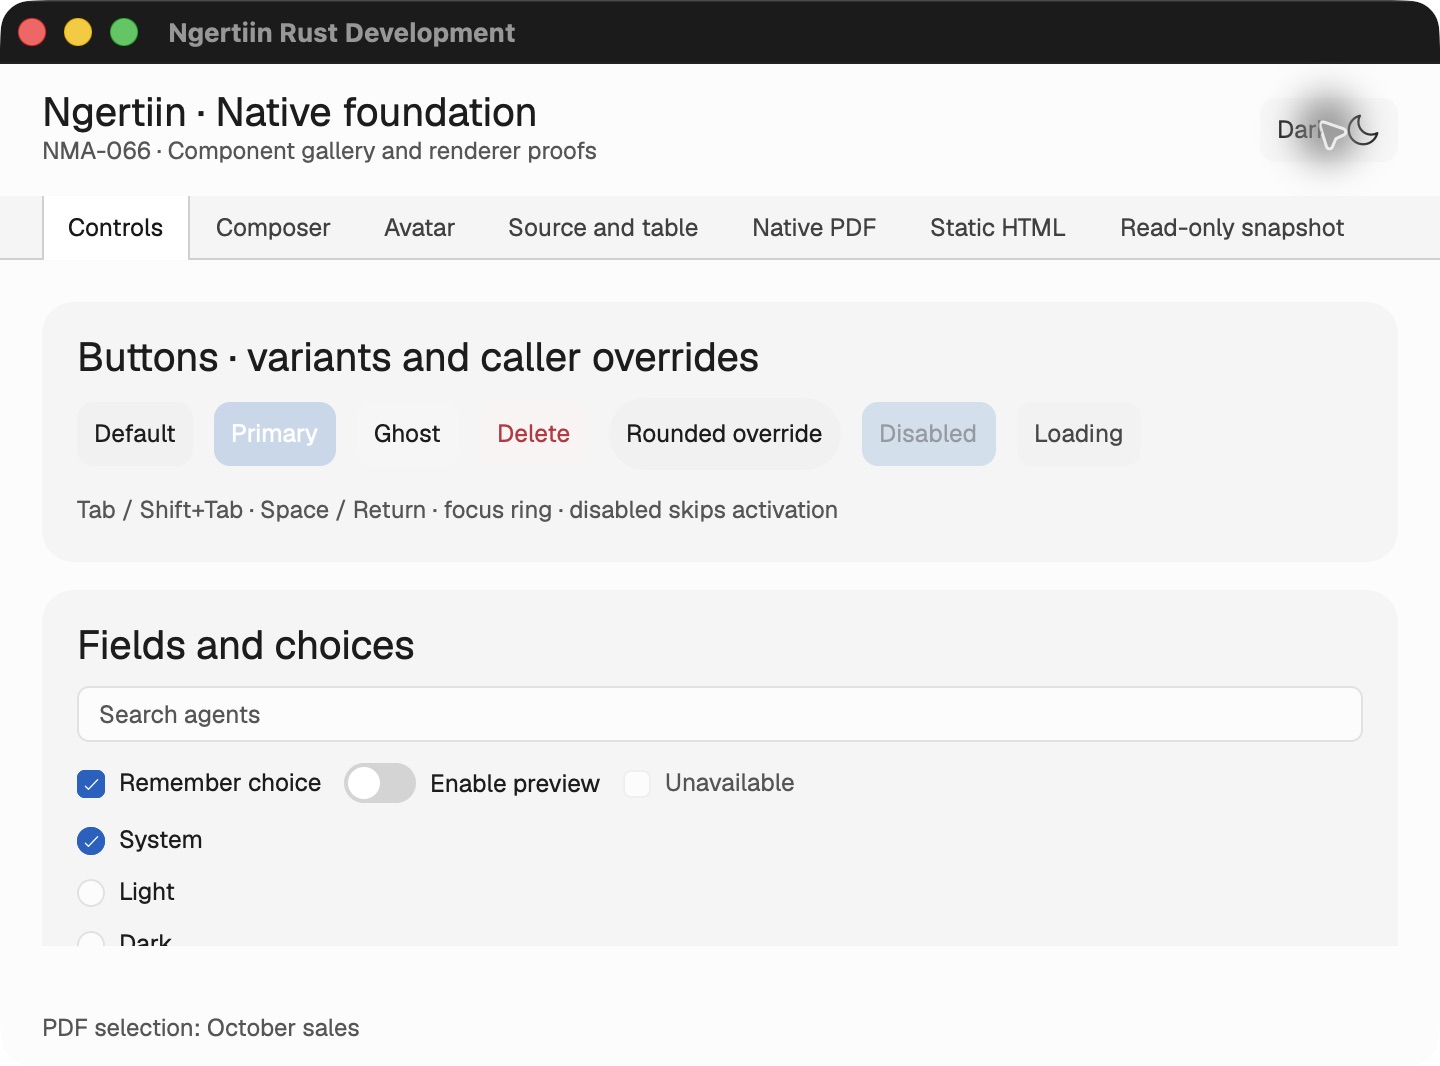 Ngertiin Rust Development
Ngertiin · Native foundation
NMA-066 · Component gallery and renderer proofs
Dark
Controls Composer Avatar Source and table Native PDF Static HTML Read-only snapshot
Buttons · variants and caller overrides
Default Primary Ghost Delete Rounded override Disabled Loading
Tab / Shift+Tab · Space / Return · focus ring · disabled skips activation
Fields and choices
Search agents
Remember choice Enable preview Unavailable
System
Light
Dark
PDF selection: October sales